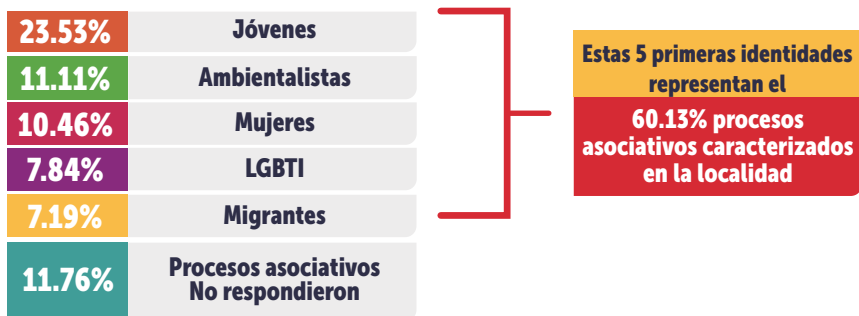 23.53% Jóvenes
11.11% Ambientalistas
10.46% Mujeres
7.84% LGBTI
7.19% Migrantes
11.76% Procesos asociativos
No respondieron
Estas 5 primeras identidades
representan el
60.13% procesos
asociativos caracterizados
en la localidad